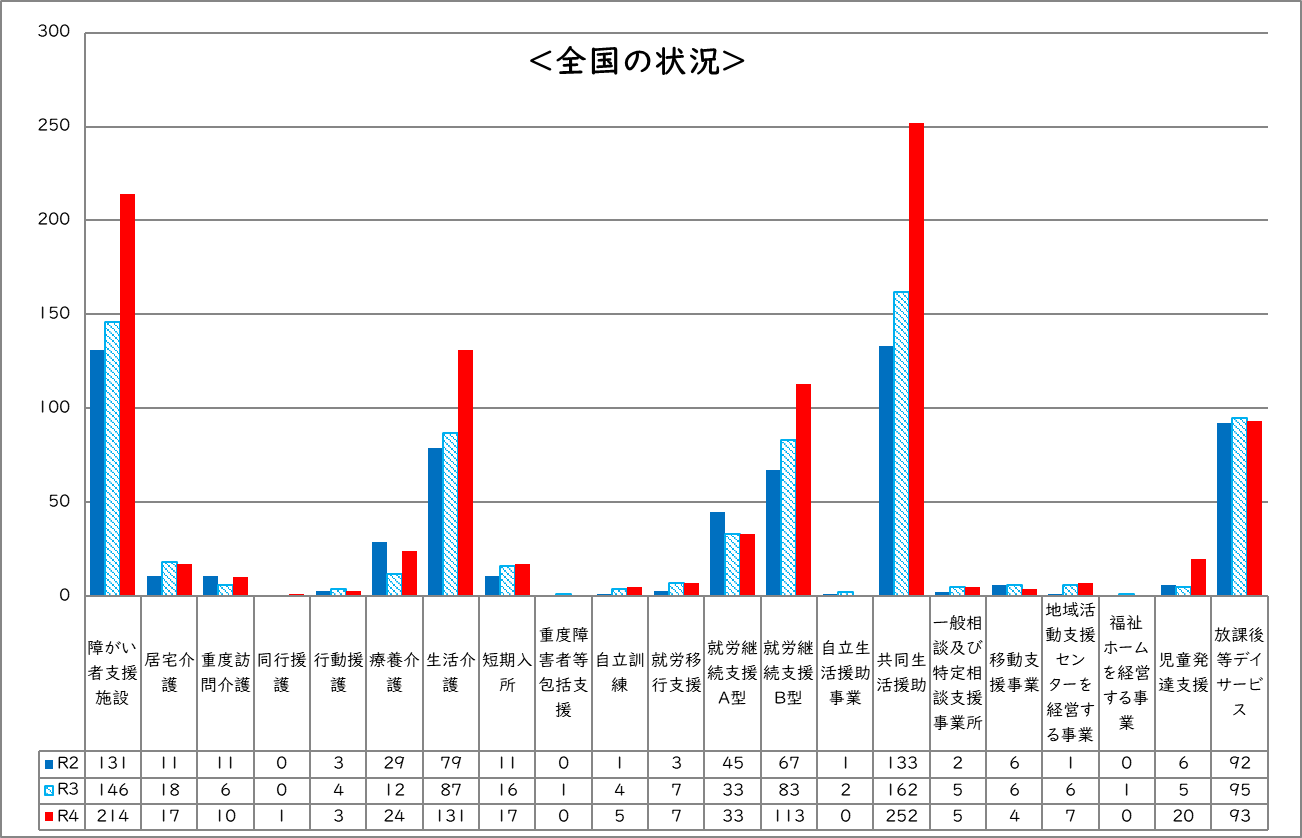 <全国の状況>
300
250
200
150
100
50
0
障がい者支援施設
居宅介護
重度訪問介護
同行援護
行動援護
療養介護
生活介護
短期入所
重度障害者等包括支援
自立訓練
就労移行支援
就労継続支援A型
就労継続支援B型
自立生活援助事業
共同生活援助
一般相談及び特定相談支援事業所
移動支援事業
地域活動支援センターを経営する事業
福祉ホームを経営する事業
児童発達支援
放課後等デイサービス
R2 131 11 11 0 3 29 79 11 0 1 3 45 67 1 133 2 6 1 0 6 92
R3 146 18 6 0 4 12 87 16 1 4 7 33 83 2 162 5 6 6 1 5 95
R4 214 17 10 1 3 24 131 17 0 5 7 33 113 0 252 5 4 7 0 20 93